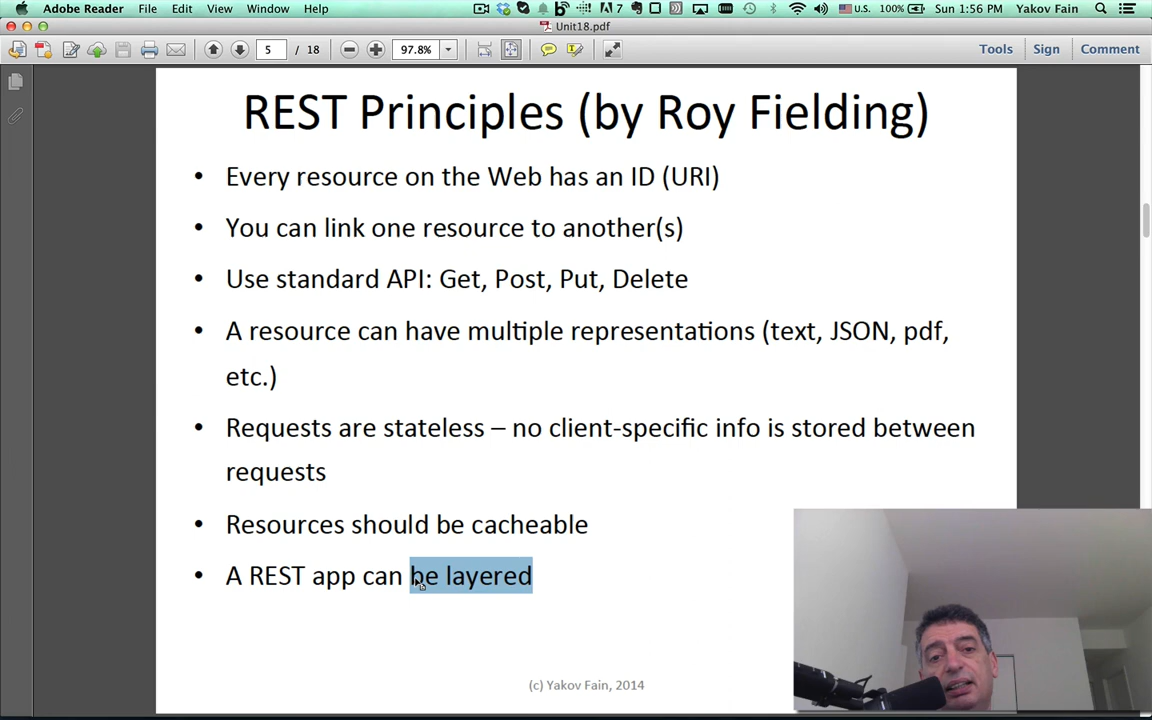 Adobe Reader File Edit View Window Help 7 U.S. 100% Sun 1:56 PM Yakov Fain
Unit18.pdf
5 / 18 97.8% Tools Sign Comment
REST Principles (by Roy Fielding)
• Every resource on the Web has an ID (URI)
• You can link one resource to another(s)
• Use standard API: Get, Post, Put, Delete
• A resource can have multiple representations (text, JSON, pdf,
etc.)
• Requests are stateless – no client-specific info is stored between
requests
• Resources should be cacheable
• A REST app can be layered
(c) Yakov Fain, 2014